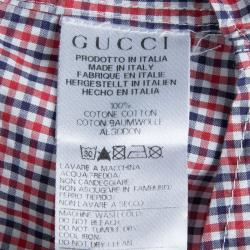 GUCCI
PRODOTTO IN ITALIA
MADE IN ITALY
FABRIQUE EN ITALIE
HERGESTELLT IN ITALIEN
HECHO EN ITALIA
100%
COTONE COTTON
COTON BAUMWOLLE
ALGODON
30
LAVARE A MACCHINA
ACQUA FREDDA
NON CANDEGGIARE
NON ASCIUGARE IN TAMBURO
FERRO TIEPIDO
NON LAVARE A SECCO
MACHINE WASH COLD
DO NOT BLEACH
DO NOT TUMBLE DRY
COOL IRON
DO NOT DRY CLEAN